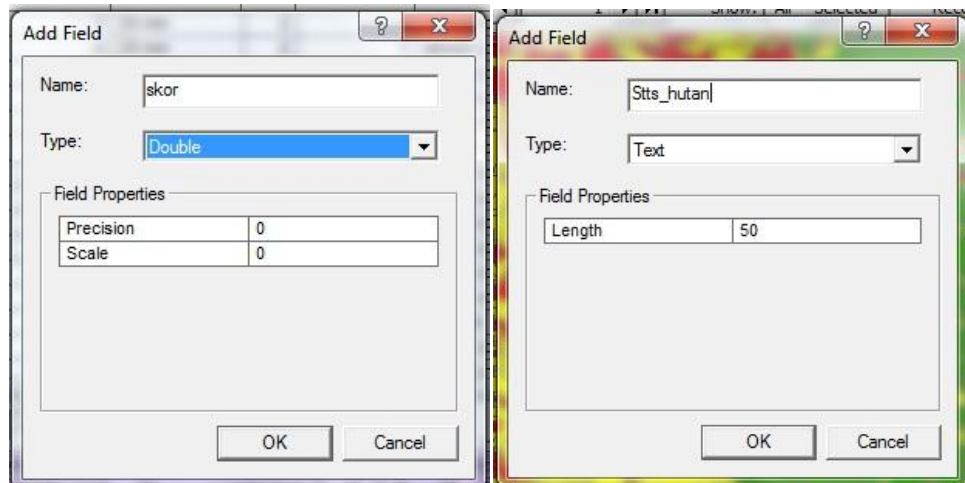 Add Field
Name: skor
Type: Double
Field Properties
Precision 0
Scale 0
OK Cancel
Add Field
Name: Stts_hutan
Type: Text
Field Properties
Length 50
OK Cancel